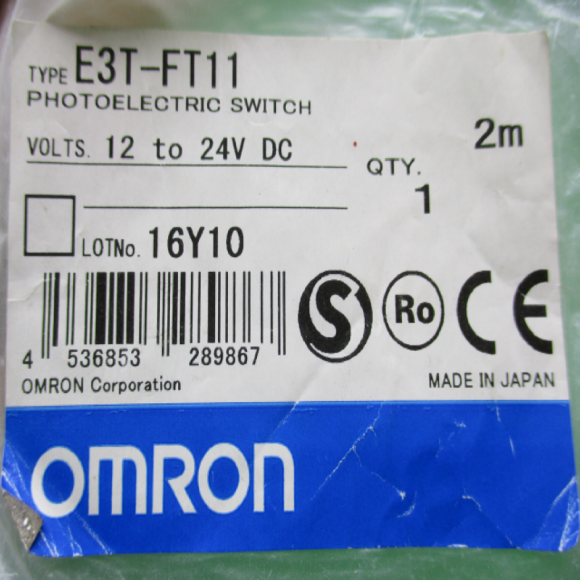 TYPE E3T-FT11
PHOTOELECTRIC SWITCH
2m
VOLTS. 12 to 24V DC
QTY.
1
LOTNo. 16Y10
S
Ro
CE
4 536853 289867
OMRON Corporation
MADE IN JAPAN
OMRON